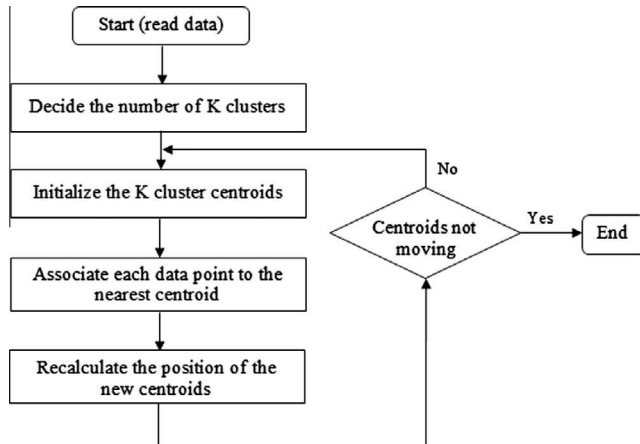 Start (read data)
Decide the number of K clusters
Initialize the K cluster centroids
Associate each data point to the
nearest centroid
Recalculate the position of the
new centroids
No
Centroids not
moving
Yes
End